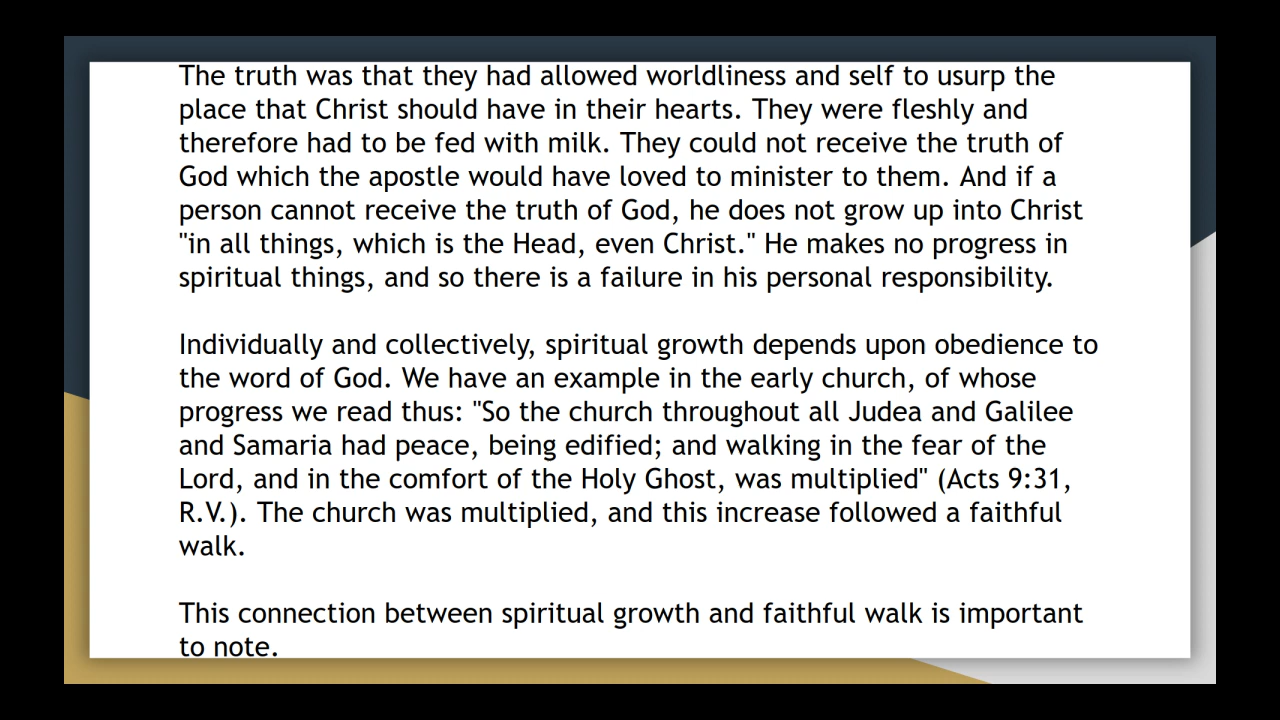 The truth was that they had allowed worldliness and self to usurp the
place that Christ should have in their hearts. They were fleshly and
therefore had to be fed with milk. They could not receive the truth of
God which the apostle would have loved to minister to them. And if a
person cannot receive the truth of God, he does not grow up into Christ
"in all things, which is the Head, even Christ." He makes no progress in
spiritual things, and so there is a failure in his personal responsibility.
Individually and collectively, spiritual growth depends upon obedience to
the word of God. We have an example in the early church, of whose
progress we read thus: "So the church throughout all Judea and Galilee
and Samaria had peace, being edified; and walking in the fear of the
Lord, and in the comfort of the Holy Ghost, was multiplied" (Acts 9:31,
R.V.). The church was multiplied, and this increase followed a faithful
walk.
This connection between spiritual growth and faithful walk is important
to note.